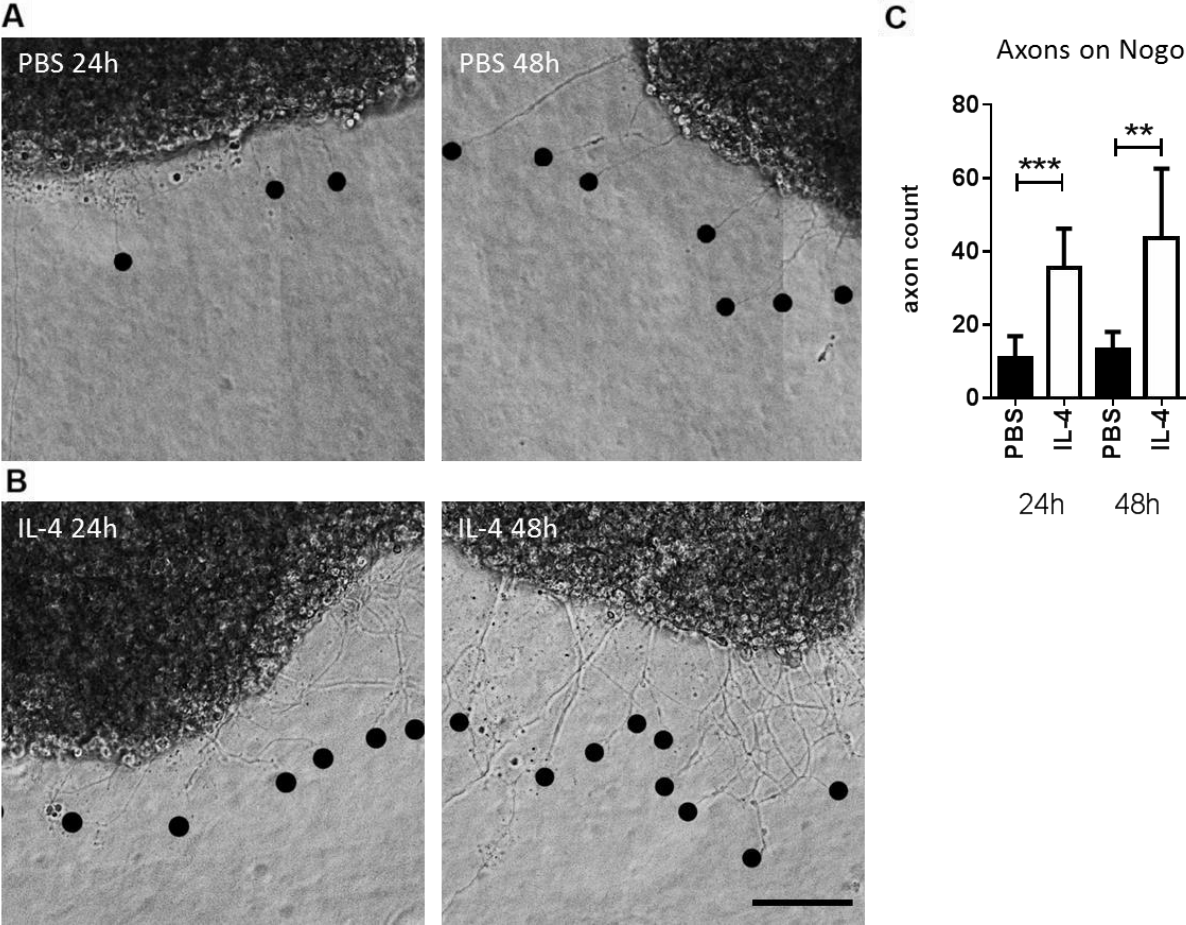 A
PBS 24h
PBS 48h
B
IL-4 24h
IL-4 48h
C
Axons on Nogo
***
**
axon count
80
60
40
20
0
PBS
IL-4
PBS
IL-4
24h
48h